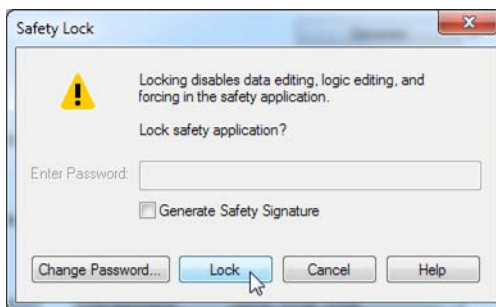 Safety Lock
Locking disables data editing, logic editing, and
forcing in the safety application.
Lock safety application?
Enter Password:
Generate Safety Signature
Change Password... Lock Cancel Help